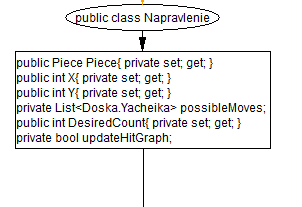 public class Napravlenie
public Piece Piece{ private set; get; }
public int X{ private set; get; }
public int Y{ private set; get; }
private List<Doska.Yacheika> possibleMoves;
public int DesiredCount{ private set; get; }
private bool updateHitGraph;